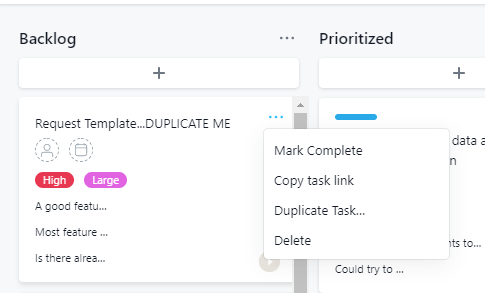 Backlog
Prioritized
Request Template...DUPLICATE ME
High
Large
A good featu...
Most feature ...
Is there alrea...
Mark Complete
Copy task link
Duplicate Task...
Delete
data a
nts to...
Could try to ...